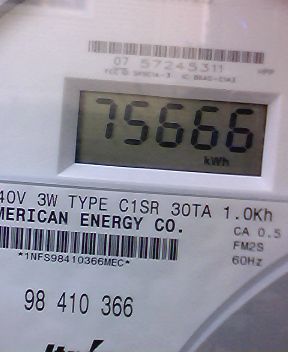 07 57245311
75666
kWh
40V 3W TYPE C1SR 30TA 1.0Kh
MERICAN ENERGY CO.
CA 0.5
FM2S
60Hz
*1NFS98410366MEC*
98 410 366